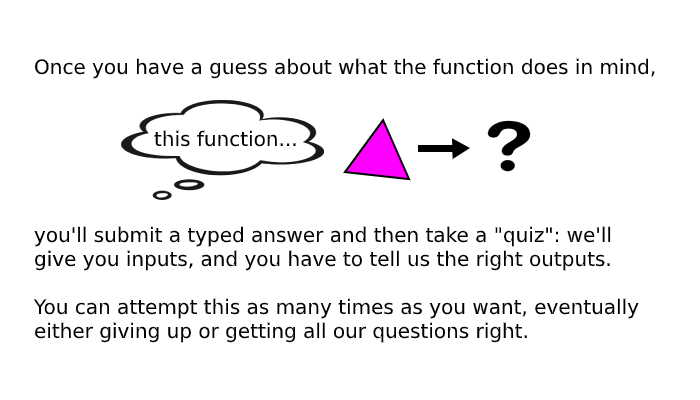 Once you have a guess about what the function does in mind,
this function...
?
you'll submit a typed answer and then take a "quiz": we'll
give you inputs, and you have to tell us the right outputs.
You can attempt this as many times as you want, eventually
either giving up or getting all our questions right.